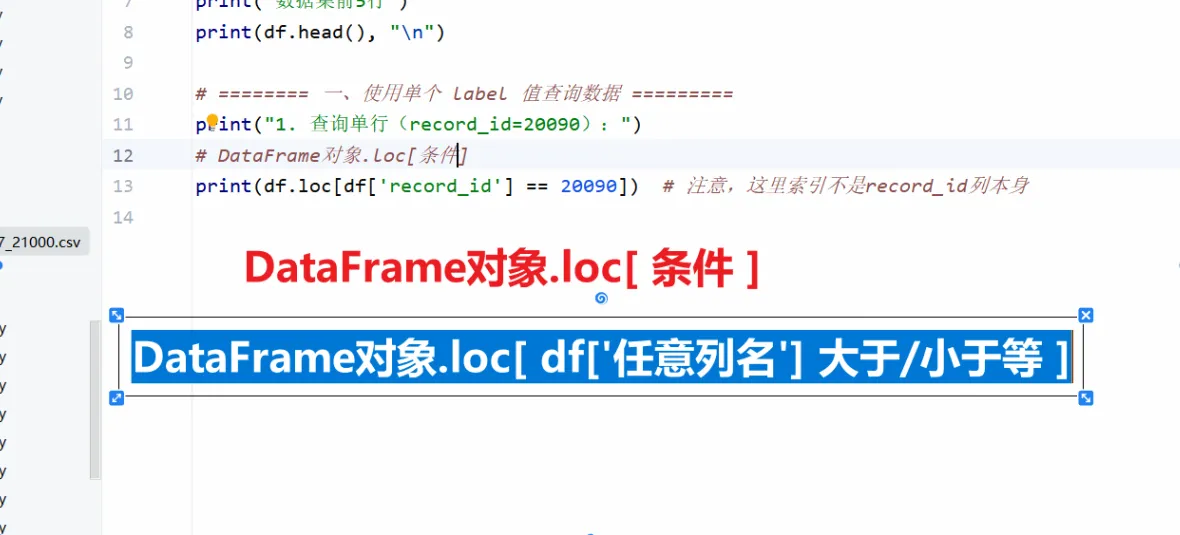 7 print("数据集前5行")
8 print(df.head(), "\n")
9
10 # ======== 一、使用单个 label 值查询数据 =========
11 print("1. 查询单行（record_id=20090）：")
12 # DataFrame对象.loc[条件]
13 print(df.loc[df['record_id'] == 20090]) # 注意，这里索引不是record_id列本身
14
7_21000.csv
DataFrame对象.loc[ 条件 ]
DataFrame对象.loc[ df['任意列名'] 大于/小于等 ]
y
y
y
y
y
y
y
y